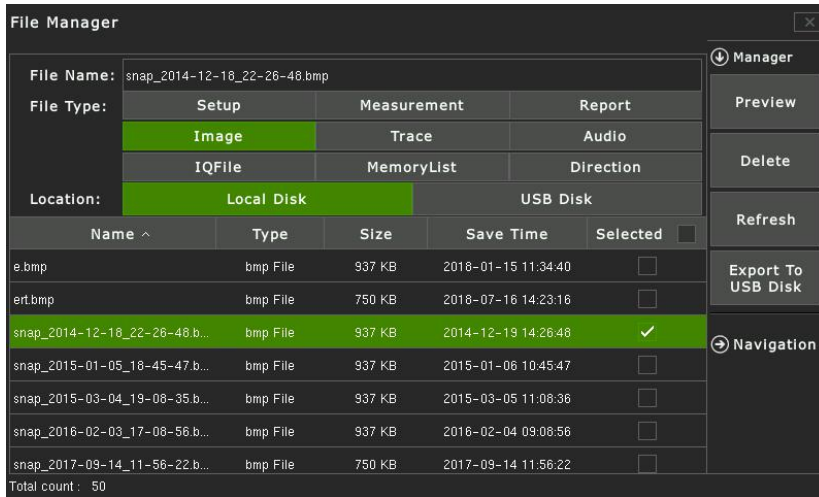 File Manager
Manager
File Name: snap_2014-12-18_22-26-48.bmp
File Type: Setup Measurement Report
Preview
Image Trace Audio
IQFile MemoryList Direction
Delete
Location: Local Disk USB Disk
Refresh
Name Type Size Save Time Selected
e.bmp bmp File 937 KB 2018-01-15 11:34:40
Export To
USB Disk
ert.bmp bmp File 750 KB 2018-07-16 14:23:16
snap_2014-12-18_22-26-48.b... bmp File 937 KB 2014-12-19 14:26:48
Navigation
snap_2015-01-05_18-45-47.b... bmp File 937 KB 2015-01-06 10:45:47
snap_2015-03-04_19-08-35.b... bmp File 937 KB 2015-03-05 11:08:36
snap_2016-02-03_17-08-56.b... bmp File 937 KB 2016-02-04 09:08:56
snap_2017-09-14_11-56-22.b... bmp File 750 KB 2017-09-14 11:56:22
Total count : 50